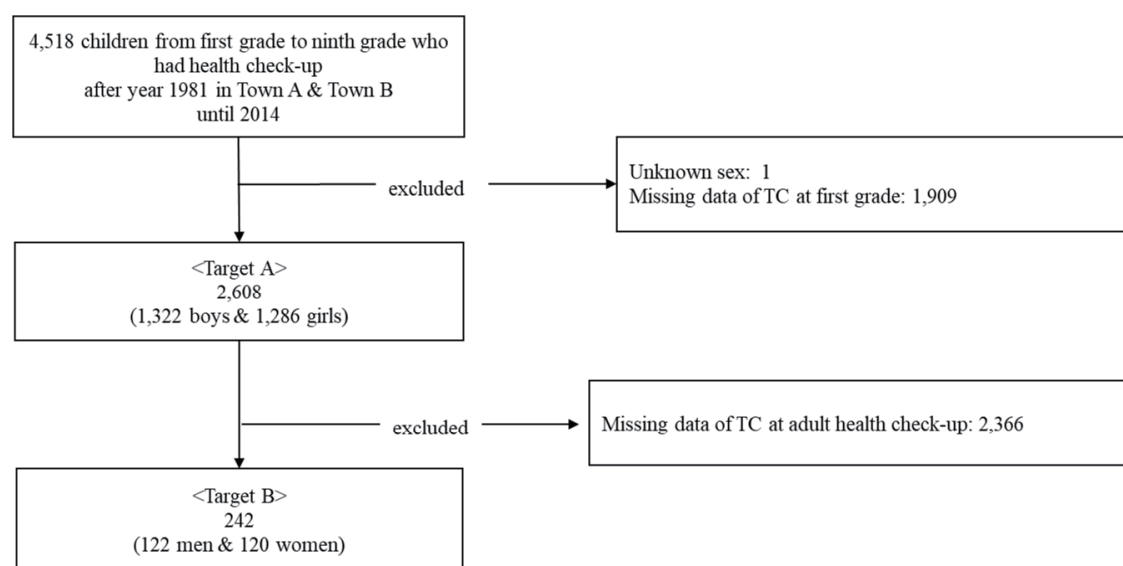 4,518 children from first grade to ninth grade who
had health check-up
after year 1981 in Town A & Town B
until 2014
excluded
Unknown sex: 1
Missing data of TC at first grade: 1,909
<Target A>
2,608
(1,322 boys & 1,286 girls)
excluded
Missing data of TC at adult health check-up: 2,366
<Target B>
242
(122 men & 120 women)